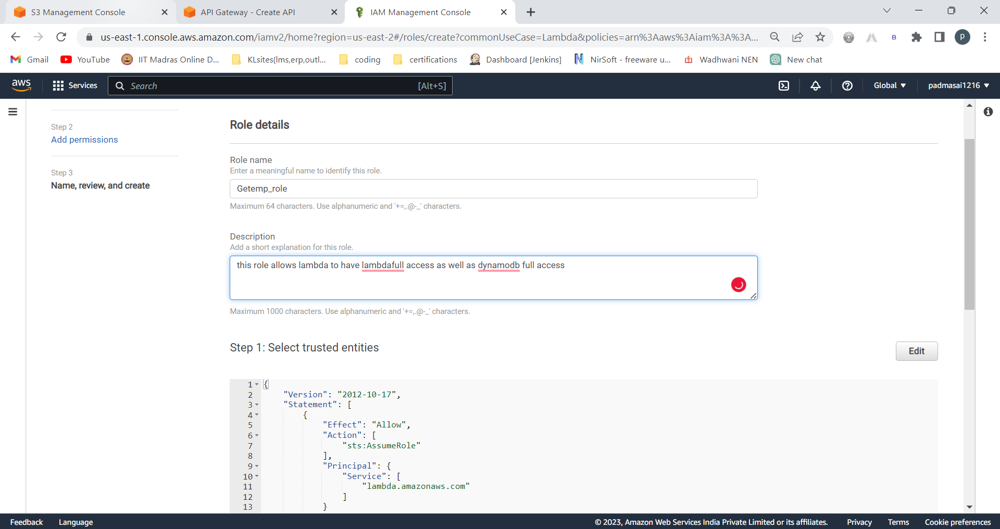 S3 Management Console
API Gateway - Create API
IAM Management Console
us-east-1.console.aws.amazon.com/iamv2/home?region=us-east-2#/roles/create?commonUseCase=Lambda&policies=arn%3Aaws%3Aiam%3A%3A...
B
p
Gmail
YouTube
IIT Madras Online D...
KLsites(lms,erp,outl...
coding
certifications
Dashboard [Jenkins]
NirSoft - freeware u...
Wadhwani NEN
New chat
aws
Services
Search
[Alt+S]
Global
padmasai1216
Step 2
Add permissions
Step 3
Name, review, and create
Role details
Role name
Enter a meaningful name to identify this role.
Getemp_role
Maximum 64 characters. Use alphanumeric and '+=,.@-_' characters.
Description
Add a short explanation for this role.
this role allows lambda to have lambdafull access as well as dynamodb full access
Maximum 1000 characters. Use alphanumeric and '+=,.@-_' characters.
Step 1: Select trusted entities
Edit
1 {
2 "Version": "2012-10-17",
3 "Statement": [
4 {
5 "Effect": "Allow",
6 "Action": [
7 "sts:AssumeRole"
8 ],
9 "Principal": {
10 "Service": [
11 "lambda.amazonaws.com"
12 ]
13 }
Feedback
Language
© 2023, Amazon Web Services India Private Limited or its affiliates.
Privacy
Terms
Cookie preferences